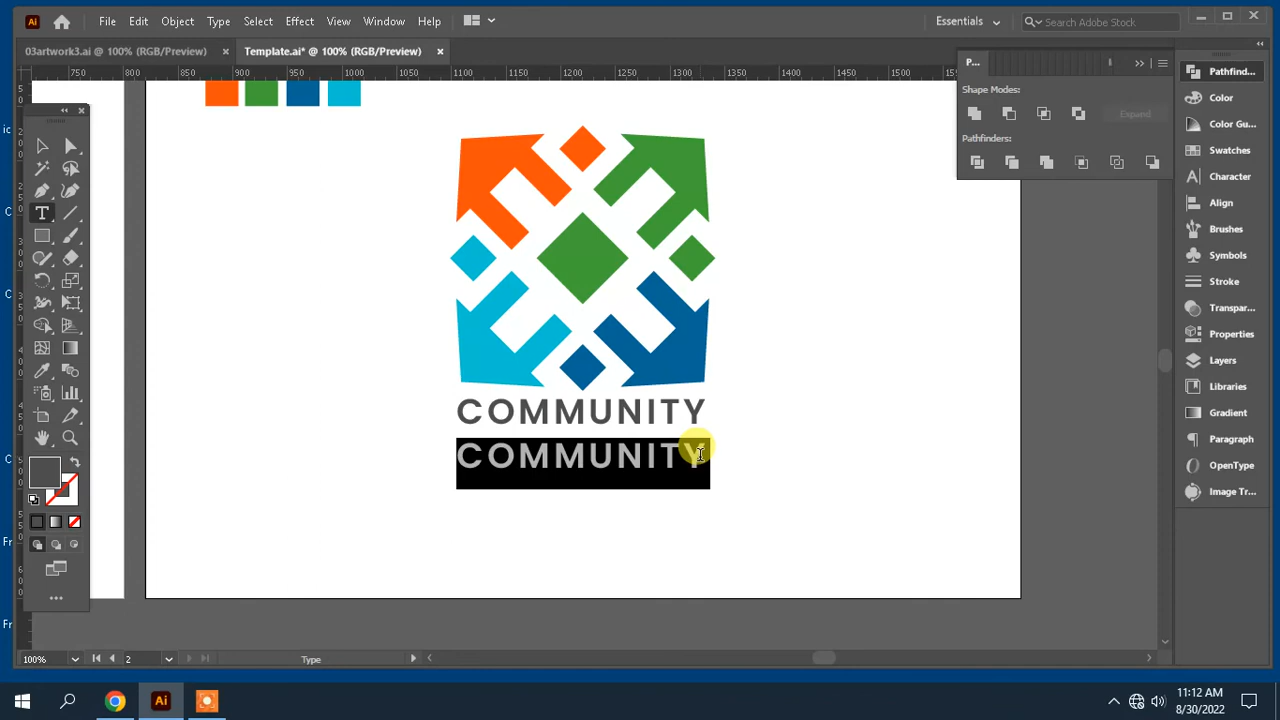 Ai File Edit Object Type Select Effect View Window Help Essentials Search Adobe Stock
03artwork3.ai @ 100% (RGB/Preview) × Template.ai* @ 100% (RGB/Preview) ×
750 800 850 900 950 1000 1050 1100 1150 1200 1250 1300 1350 1400 1450 1500
P...
Shape Modes:
Expand
Pathfinders:
Pathfind...
Color
Color Gu...
Swatches
Character
Align
Brushes
Symbols
Stroke
Transpar...
Properties
Layers
Libraries
Gradient
Paragraph
OpenType
Image Tr...
COMMUNITY
COMMUNITY
100% 2 Type
Ai
11:12 AM
8/30/2022